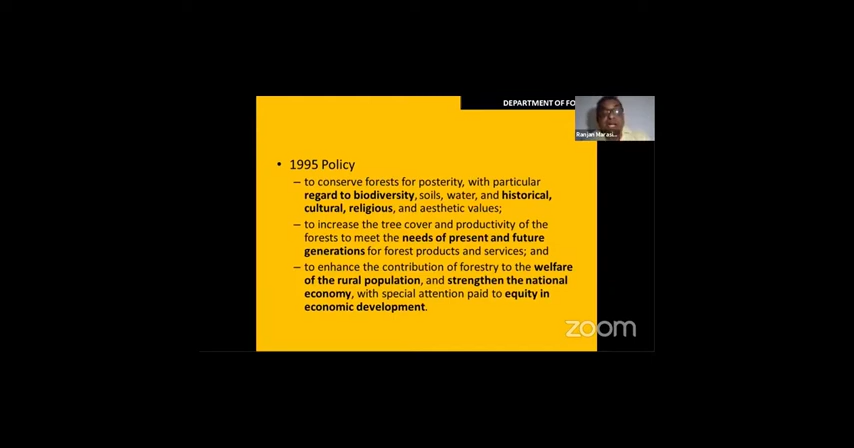 DEPARTMENT OF FO
Ranjan Marasi...
• 1995 Policy
– to conserve forests for posterity, with particular
regard to biodiversity, soils, water, and historical,
cultural, religious, and aesthetic values;
– to increase the tree cover and productivity of the
forests to meet the needs of present and future
generations for forest products and services; and
– to enhance the contribution of forestry to the welfare
of the rural population, and strengthen the national
economy, with special attention paid to equity in
economic development.
zoom